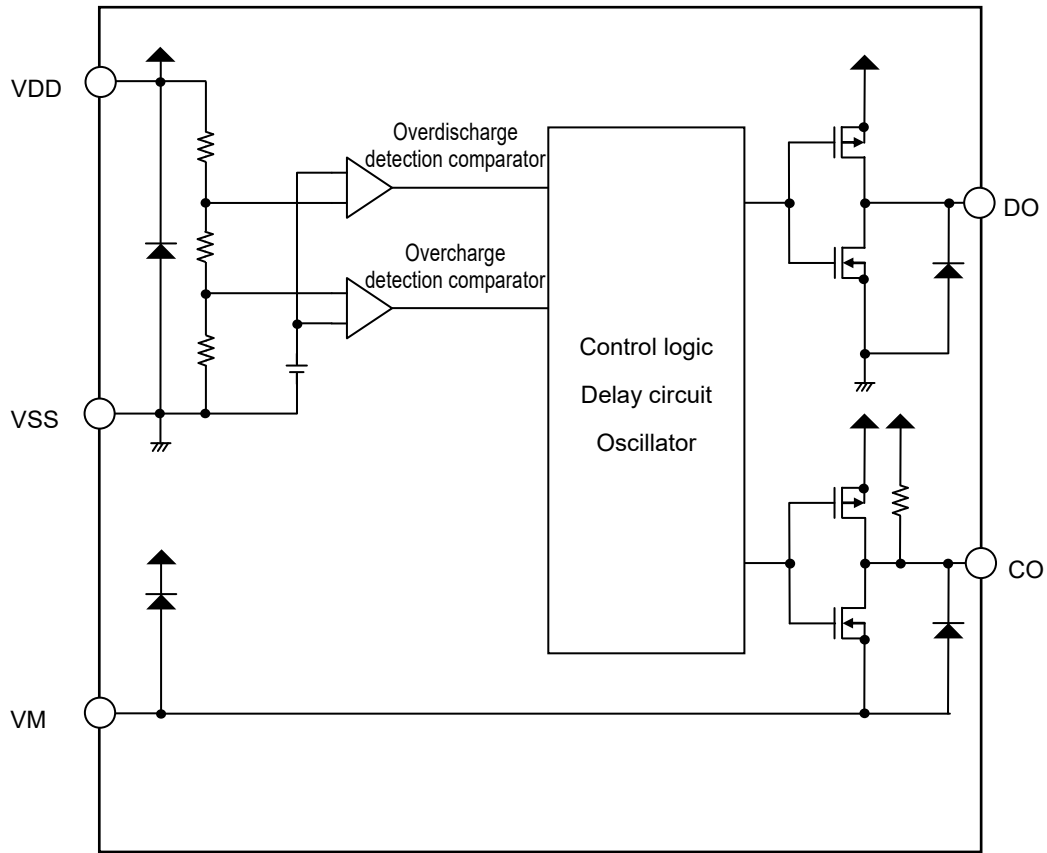 VDD
Overdischarge
detection comparator
DO
Overcharge
detection comparator
Control logic
Delay circuit
Oscillator
VSS
CO
VM